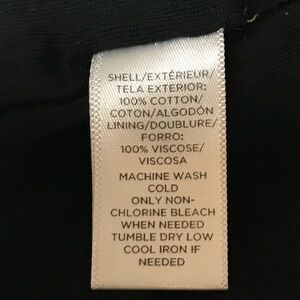 SHELL/EXTÉRIEUR/
TELA EXTERIOR:
100% COTTON/
COTON/ALGODÓN
LINING/DOUBLURE/
FORRO:
100% VISCOSE/
VISCOSA
MACHINE WASH
COLD
ONLY NON-
CHLORINE BLEACH
WHEN NEEDED
TUMBLE DRY LOW
COOL IRON IF
NEEDED